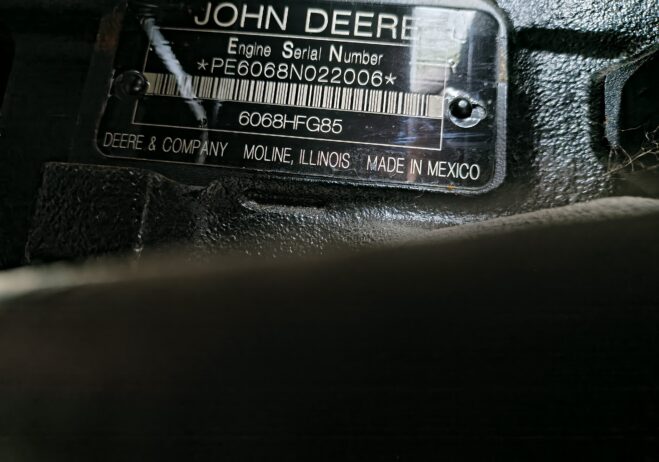 JOHN DEERE
Engine Serial Number
*PE6068N022006*
6068HFG85
DEERE & COMPANY MOLINE, ILLINOIS MADE IN MEXICO